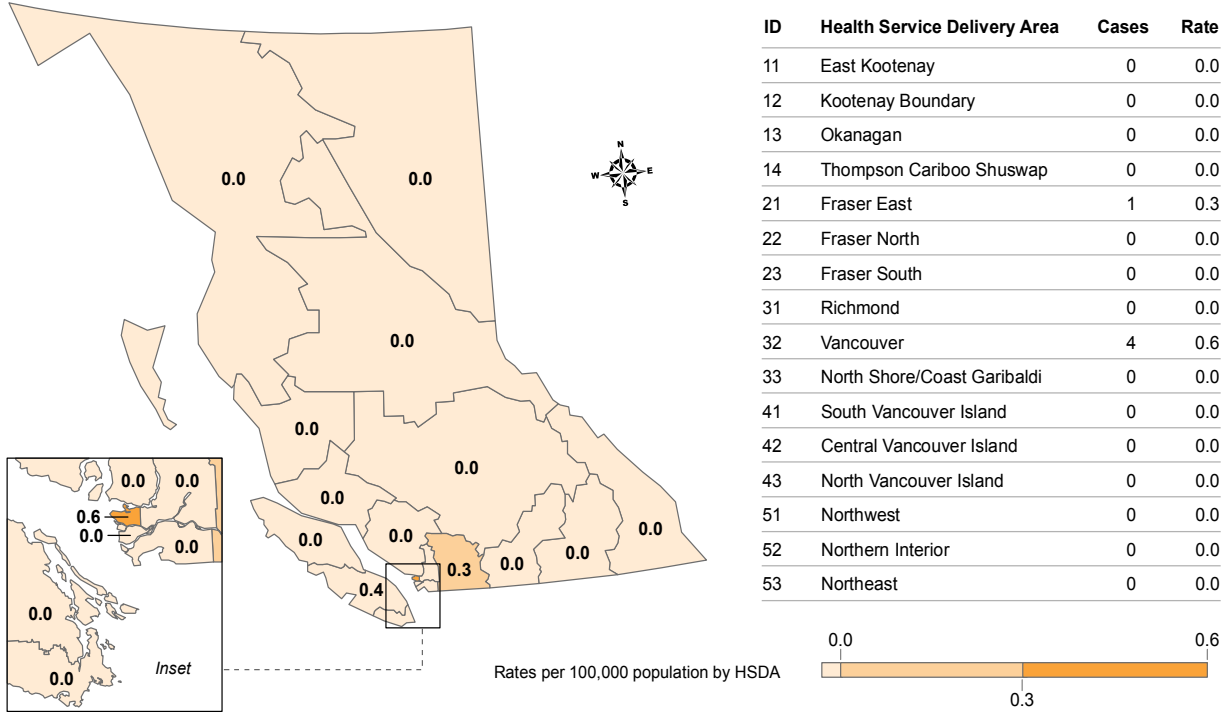 ID Health Service Delivery Area Cases Rate
11 East Kootenay 0 0.0
12 Kootenay Boundary 0 0.0
13 Okanagan 0 0.0
14 Thompson Cariboo Shuswap 0 0.0
21 Fraser East 1 0.3
22 Fraser North 0 0.0
23 Fraser South 0 0.0
31 Richmond 0 0.0
32 Vancouver 4 0.6
33 North Shore/Coast Garibaldi 0 0.0
41 South Vancouver Island 0 0.0
42 Central Vancouver Island 0 0.0
43 North Vancouver Island 0 0.0
51 Northwest 0 0.0
52 Northern Interior 0 0.0
53 Northeast 0 0.0
N
W E
S
0.0 0.0
0.0
0.0
0.0
0.0
0.0 0.0 0.0 0.0 0.0
0.3
0.4
0.0 0.0
0.6
0.0
0.0
0.0
0.0
Inset
Rates per 100,000 population by HSDA
0.0 0.6
0.3